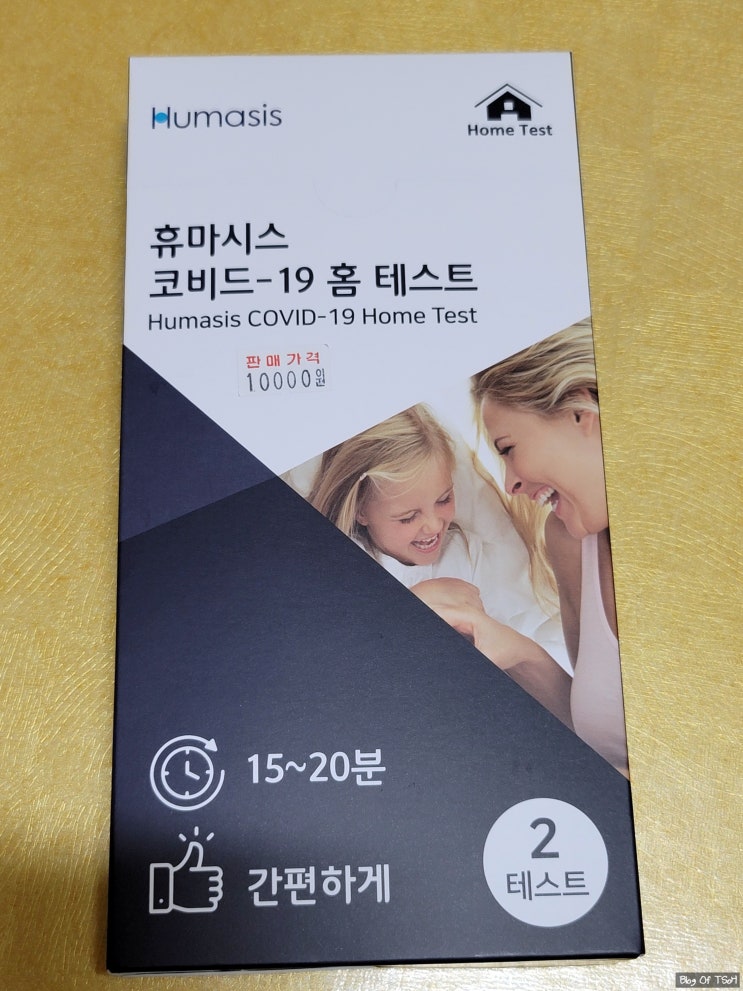 Humasis
Home Test
휴마시스
코비드-19 홈 테스트
Humasis COVID-19 Home Test
판매가격
10000원
15~20분
간편하게
2
테스트
Blog Of TSoH